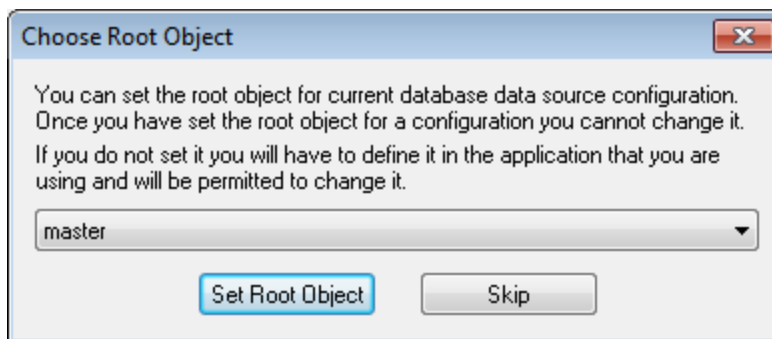 Choose Root Object
You can set the root object for current database data source configuration.
Once you have set the root object for a configuration you cannot change it.
If you do not set it you will have to define it in the application that you are
using and will be permitted to change it.
master
Set Root Object
Skip